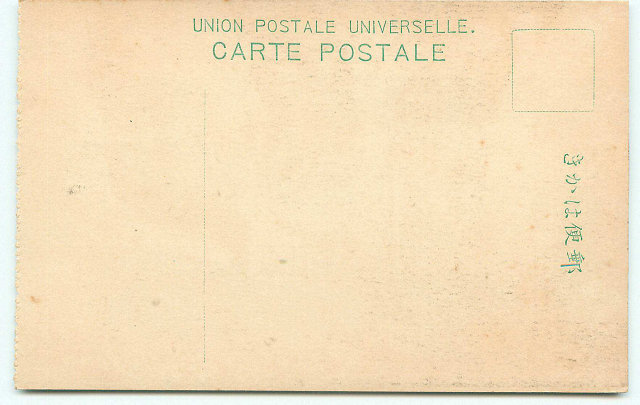 UNION POSTALE UNIVERSELLE.
CARTE POSTALE
きかは便郵